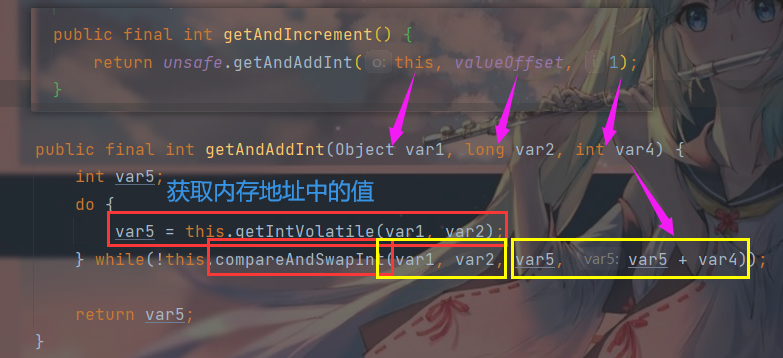 public final int getAndIncrement() {
return unsafe.getAndAddInt( o: this, valueOffset, i: 1);
}
public final int getAndAddInt(Object var1, long var2, int var4) {
int var5;
获取内存地址中的值
do {
var5 = this.getIntVolatile(var1, var2);
} while(!this.compareAndSwapInt(var1, var2, var5, var5: var5 + var4));
return var5;
}